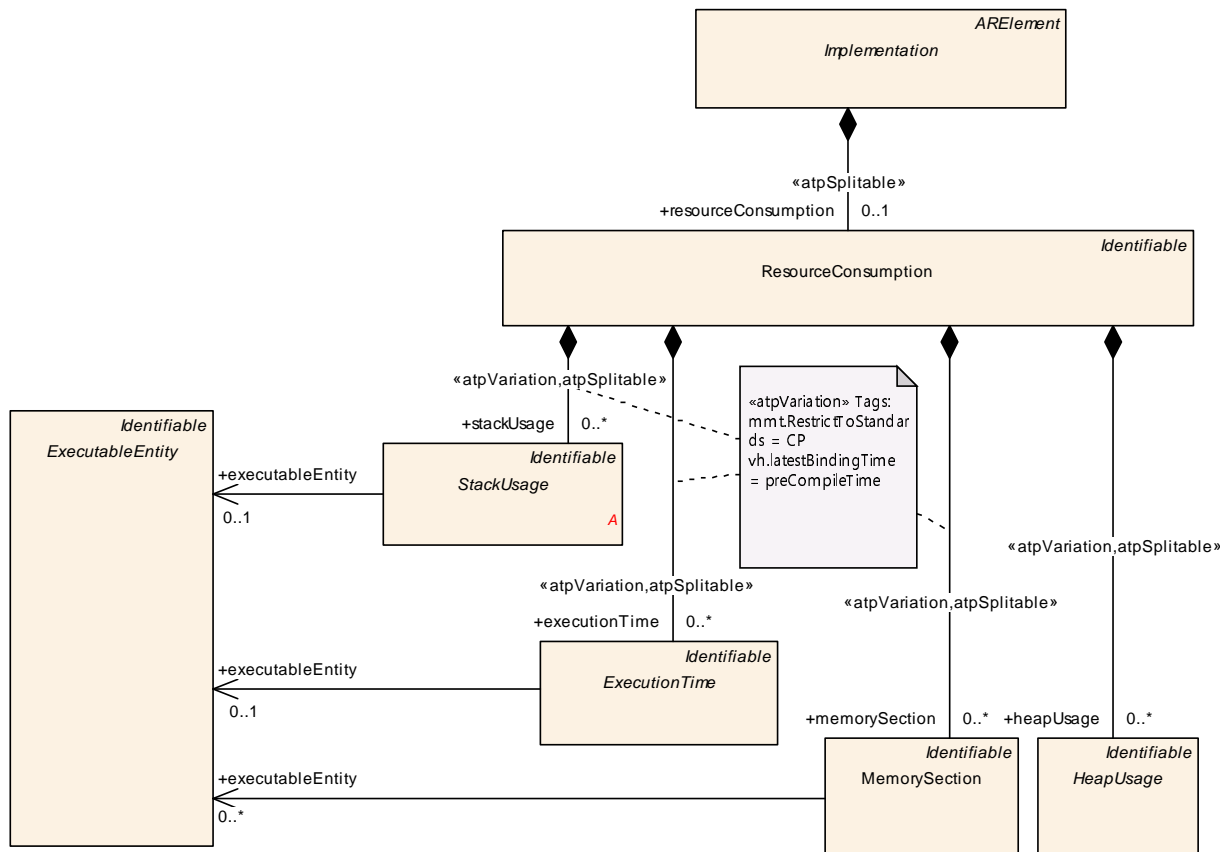 ARElement
Implementation
«atpSplitable»
+resourceConsumption 0..1
Identifiable
ResourceConsumption
«atpVariation,atpSplitable»
+stackUsage 0..*
«atpVariation» Tags:
mmt.RestrictToStandar
ds = CP
vh.latestBindingTime
= preCompileTime
Identifiable
ExecutableEntity
Identifiable
StackUsage
A
+executableEntity
0..1
«atpVariation,atpSplitable»
«atpVariation,atpSplitable»
«atpVariation,atpSplitable»
+executionTime 0..*
Identifiable
ExecutionTime
+executableEntity
0..1
+memorySection 0..*
+heapUsage 0..*
Identifiable
MemorySection
Identifiable
HeapUsage
+executableEntity
0..*